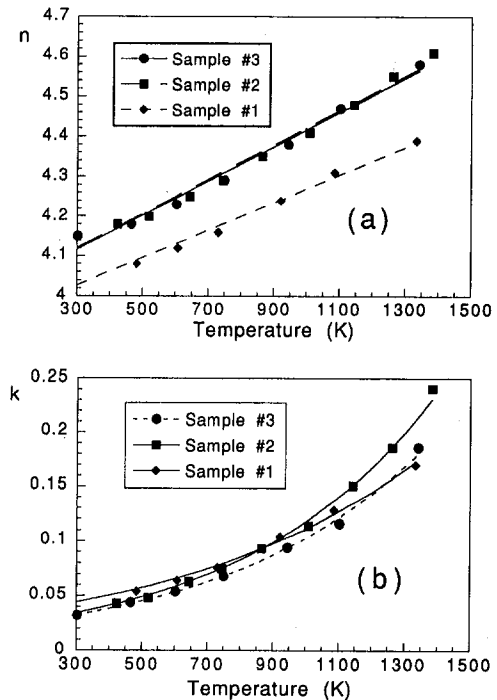 n
4.7
4.6
4.5
4.4
4.3
4.2
4.1
4
Sample #3
Sample #2
Sample #1
(a)
300 500 700 900 1100 1300 1500
Temperature (K)
k
0.25
0.2
0.15
0.1
0.05
0
Sample #3
Sample #2
Sample #1
(b)
300 500 700 900 1100 1300 1500
Temperature (K)